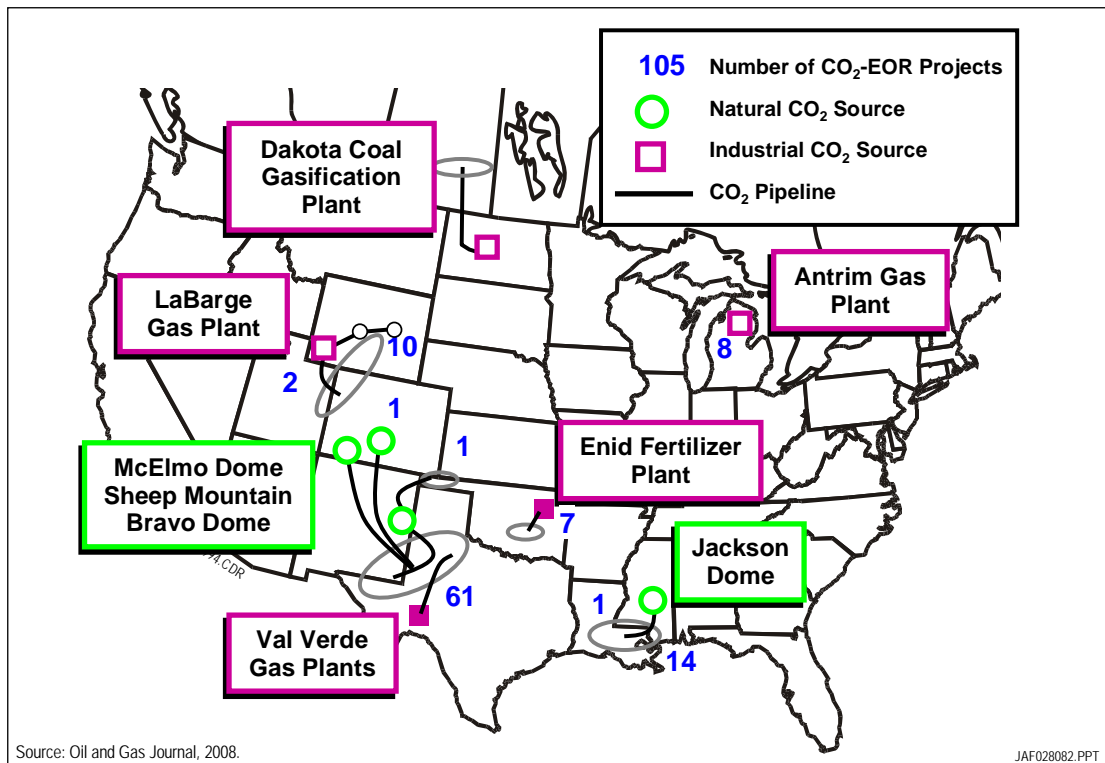 105 Number of CO2-EOR Projects
Natural CO2 Source
Industrial CO2 Source
CO2 Pipeline
Dakota Coal
Gasification
Plant
Antrim Gas
Plant
LaBarge
Gas Plant
10
8
2
1
1
McElmo Dome
Sheep Mountain
Bravo Dome
Enid Fertilizer
Plant
7
Jackson
Dome
61
1
14
Val Verde
Gas Plants
Source: Oil and Gas Journal, 2008.
JAF028082.PPT